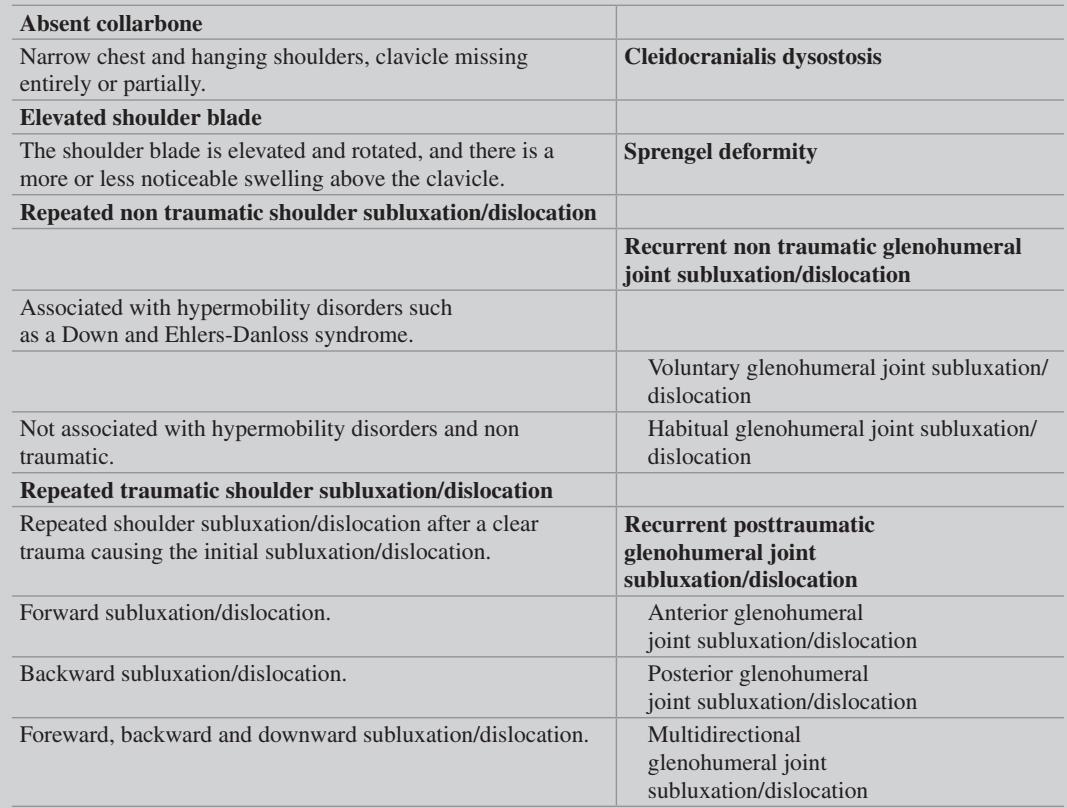 Absent collarbone
Narrow chest and hanging shoulders, clavicle missing
entirely or partially.
Cleidocranialis dysostosis
Elevated shoulder blade
The shoulder blade is elevated and rotated, and there is a
more or less noticeable swelling above the clavicle.
Sprengel deformity
Repeated non traumatic shoulder subluxation/dislocation
Recurrent non traumatic glenohumeral
joint subluxation/dislocation
Associated with hypermobility disorders such
as a Down and Ehlers-Danloss syndrome.
Voluntary glenohumeral joint subluxation/
dislocation
Not associated with hypermobility disorders and non
traumatic.
Habitual glenohumeral joint subluxation/
dislocation
Repeated traumatic shoulder subluxation/dislocation
Repeated shoulder subluxation/dislocation after a clear
trauma causing the initial subluxation/dislocation.
Recurrent posttraumatic
glenohumeral joint
subluxation/dislocation
Forward subluxation/dislocation.
Anterior glenohumeral
joint subluxation/dislocation
Backward subluxation/dislocation.
Posterior glenohumeral
joint subluxation/dislocation
Foreward, backward and downward subluxation/dislocation.
Multidirectional
glenohumeral joint
subluxation/dislocation